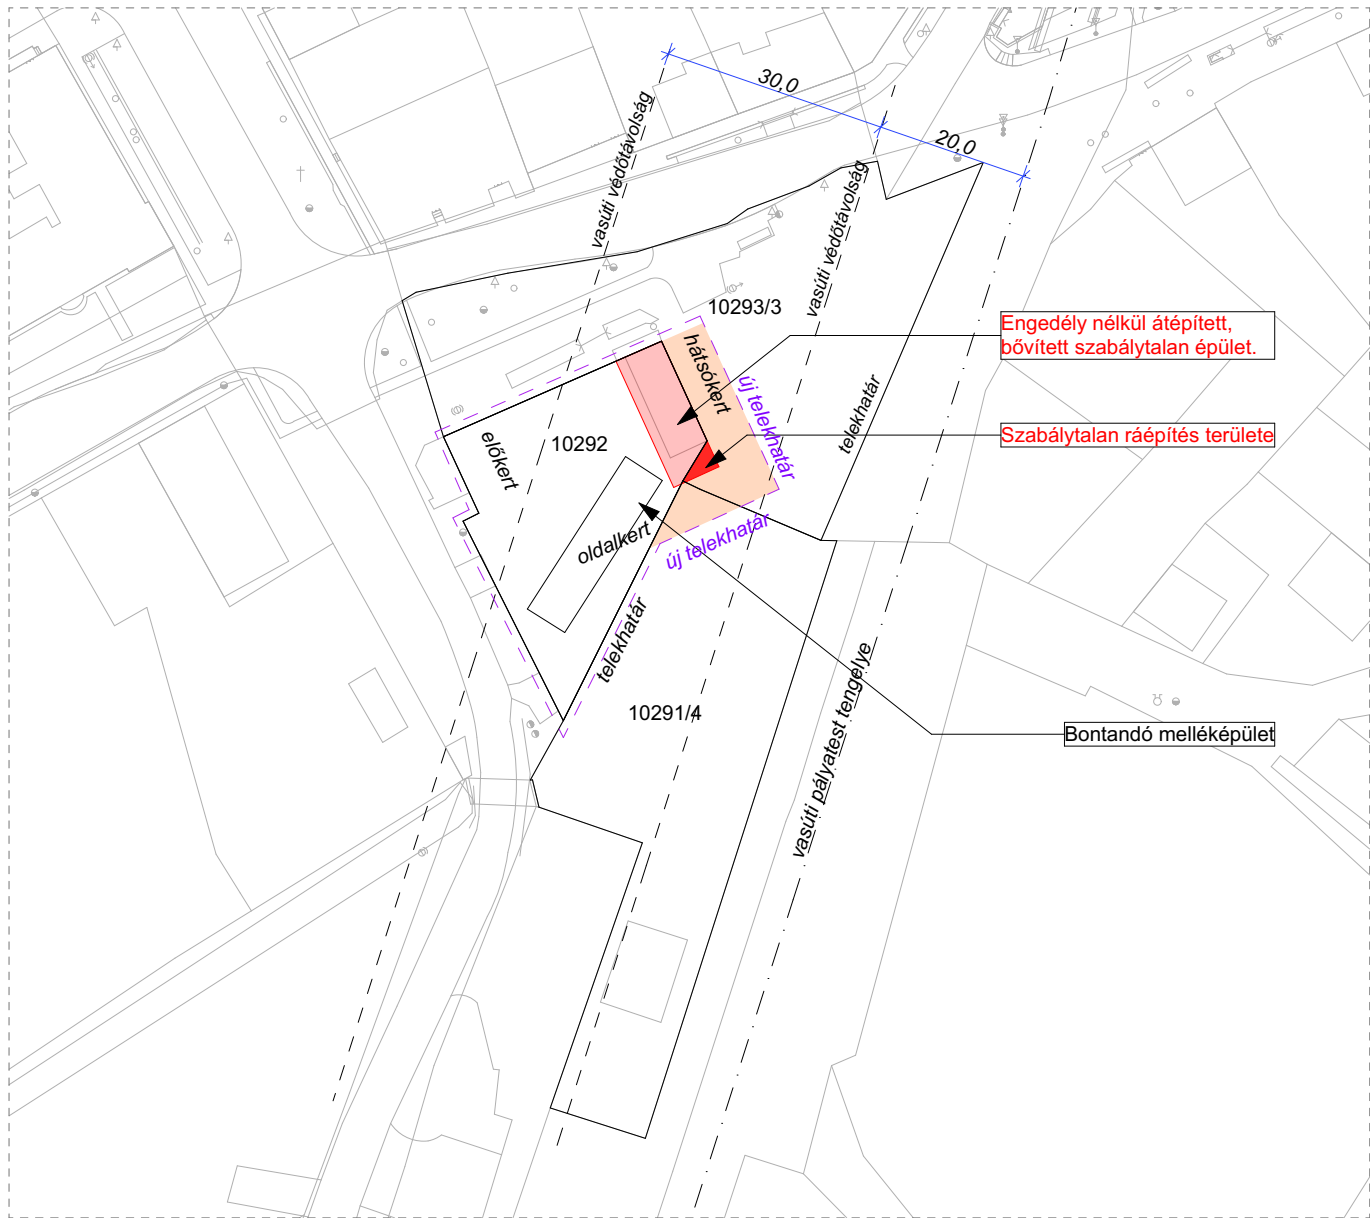 30,0
20,0
vasúti védőtávolság
vasúti védőtávolság
10293/3
Engedély nélkül átépített,
bővített szabálytalan épület.
hátsókert
új telekhatár
telekhatár
előkert
10292
Szabálytalan ráépítés területe
oldalkert
új telekhatár
telekhatár
10291/4
vasúti pályatest tengelye
Bontandó melléképület